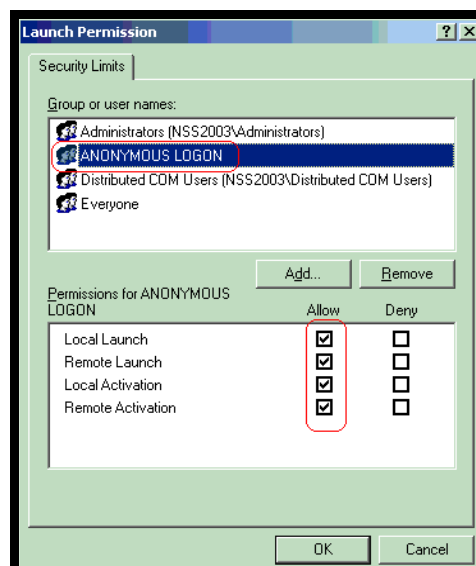 Launch Permission
Security Limits
Group or user names:
Administrators (NSS2003\Administrators)
ANONYMOUS LOGON
Distributed COM Users (NSS2003\Distributed COM Users)
Everyone
Add... Remove
Permissions for ANONYMOUS
LOGON Allow Deny
Local Launch
Remote Launch
Local Activation
Remote Activation
OK Cancel